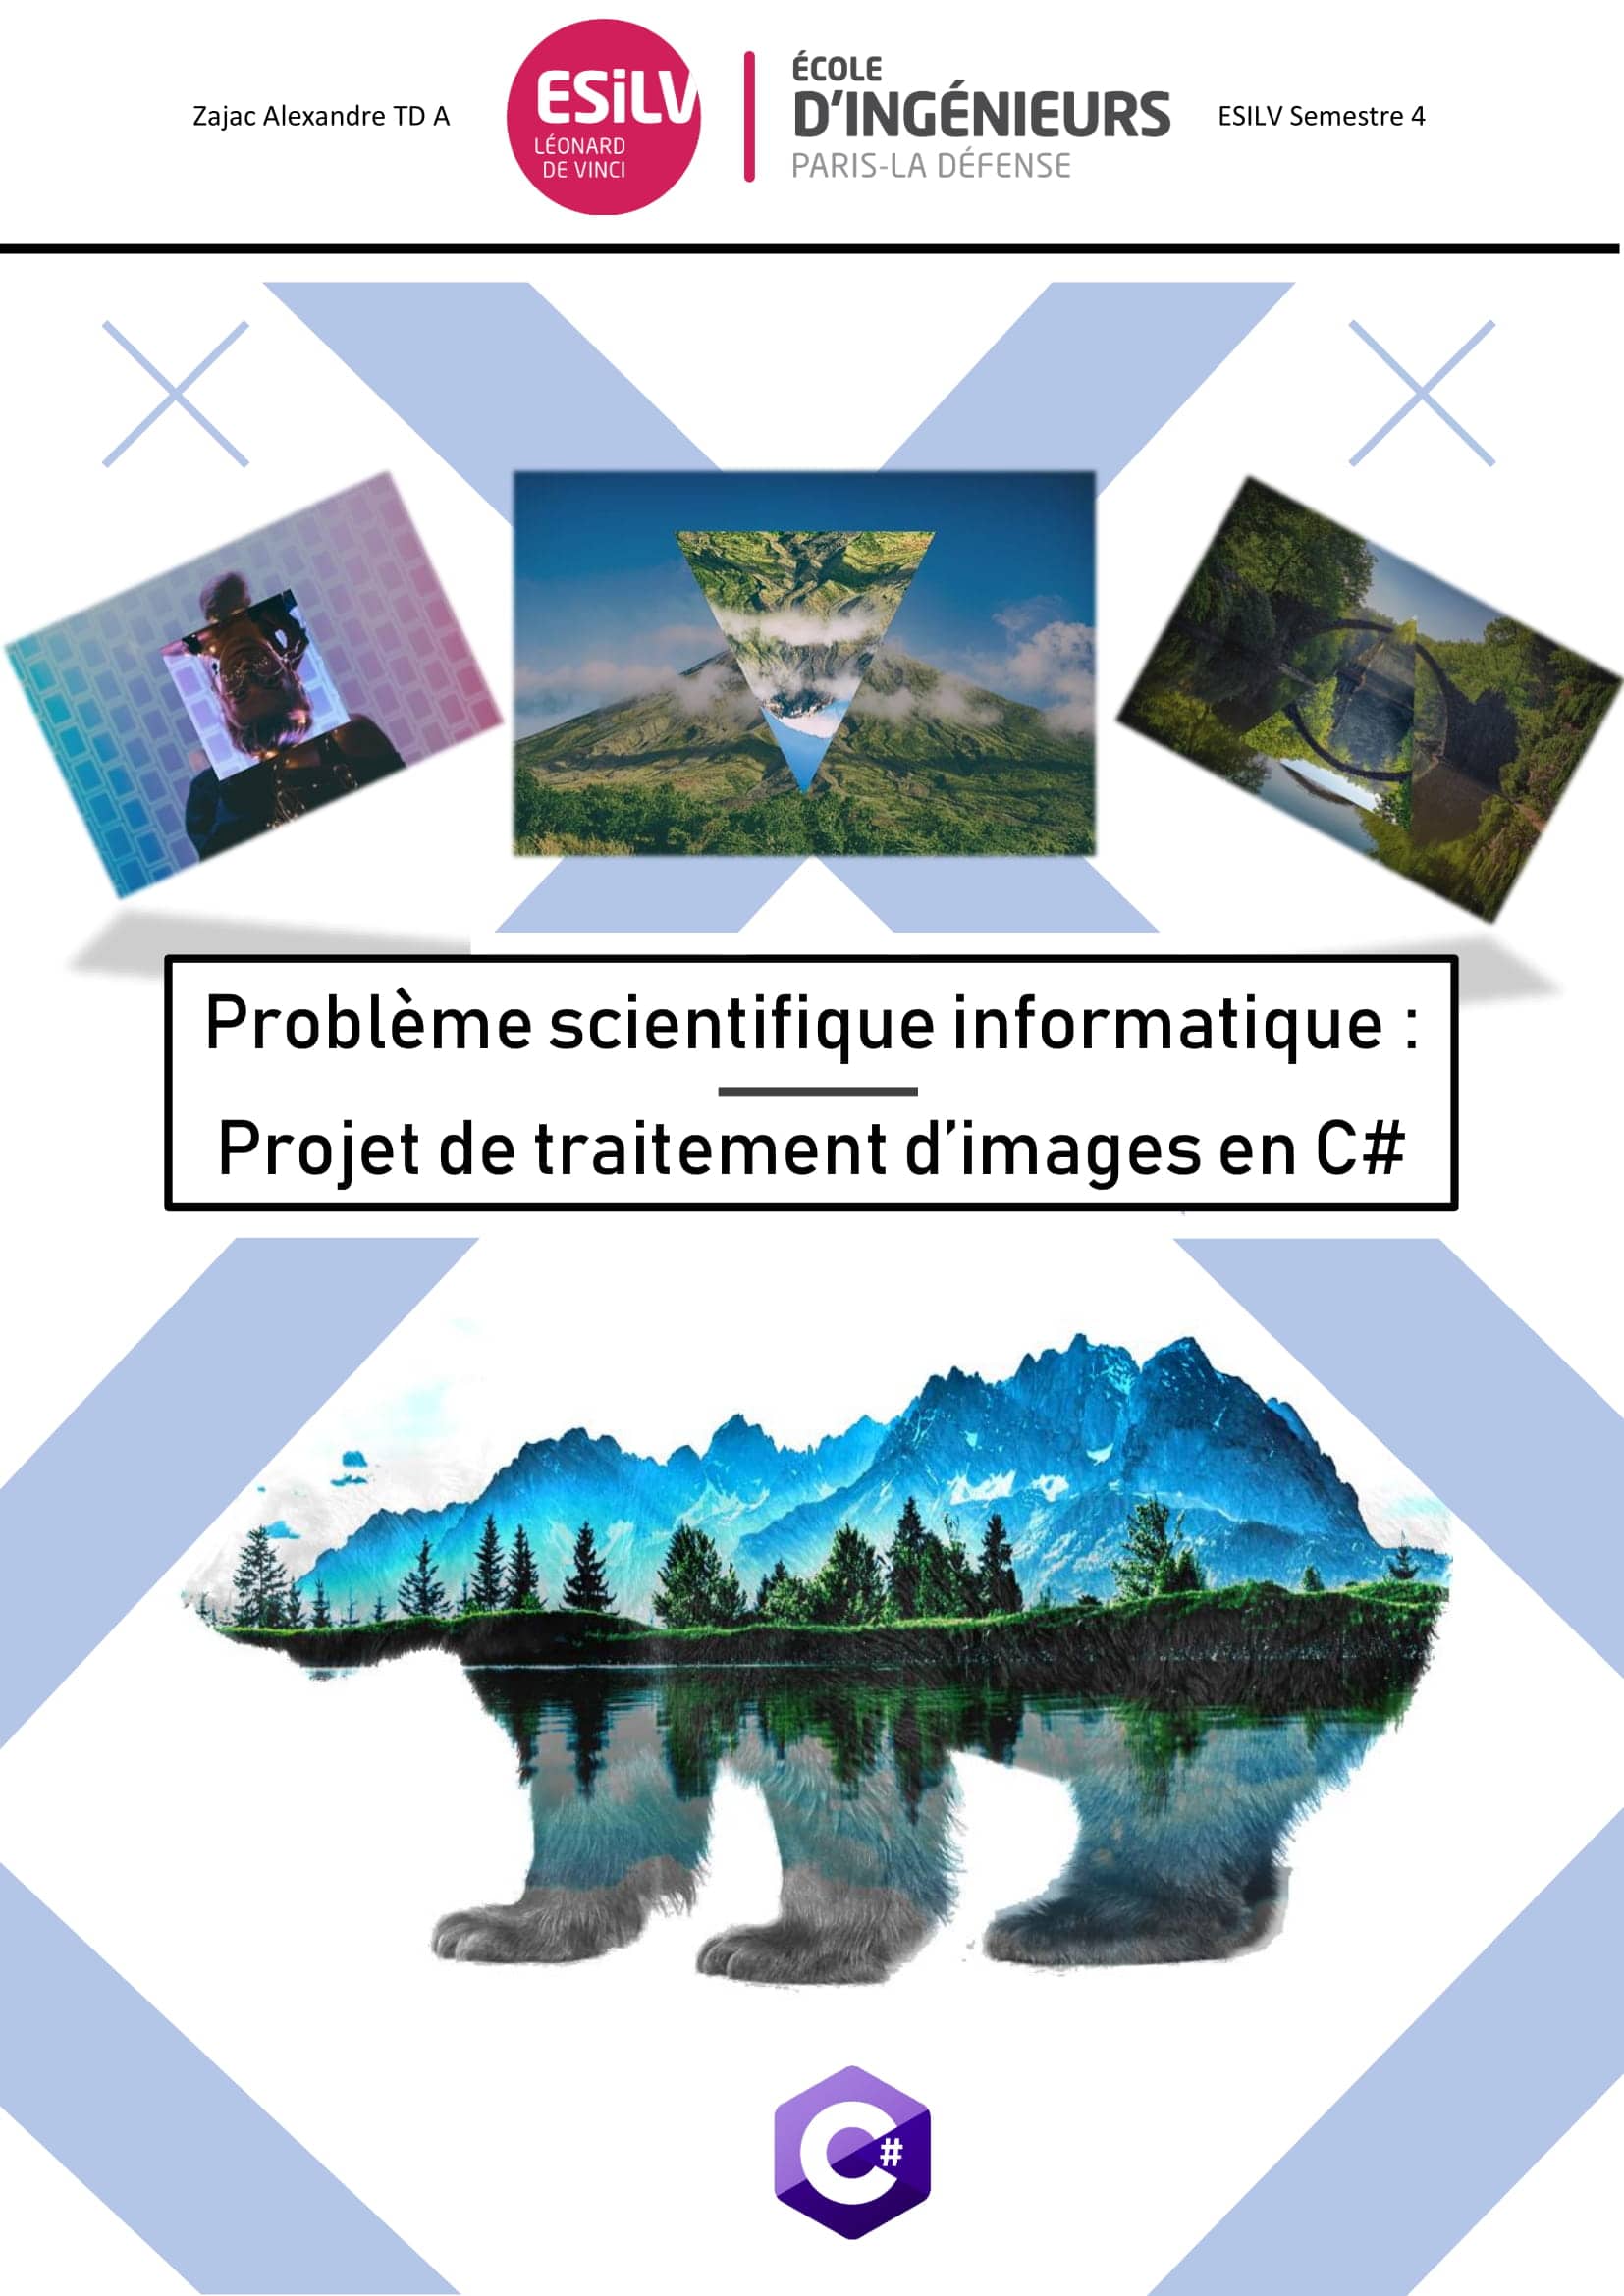 Zajac Alexandre TD A
ESiLV
LÉONARD
DE VINCI
ÉCOLE
D'INGÉNIEURS
PARIS-LA DÉFENSE
ESILV Semestre 4
Problème scientifique informatique :
Projet de traitement d'images en C#
C#